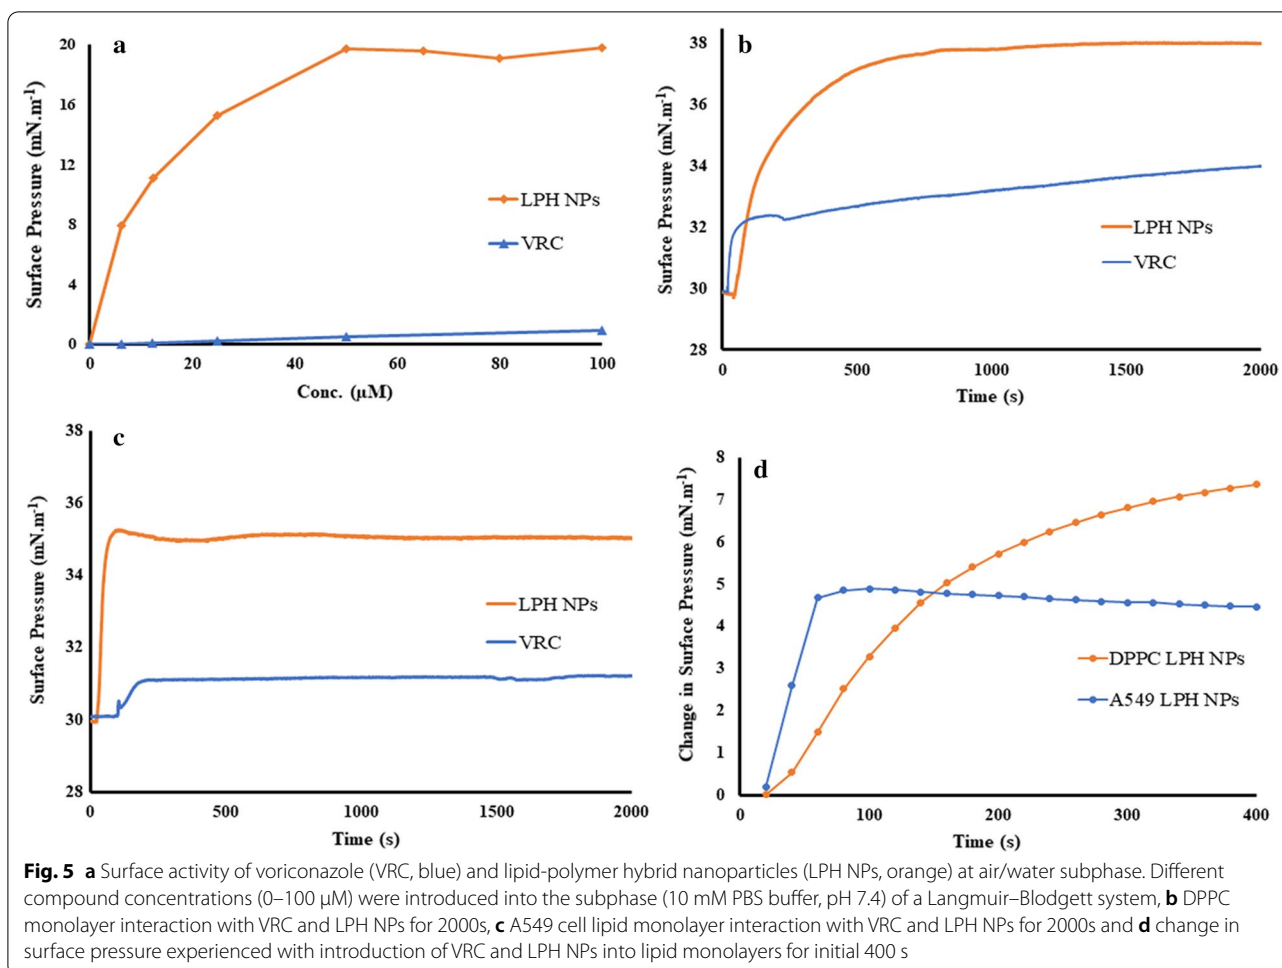 a
20
16
12
8
4
0
Surface Pressure (mN.m-1)
LPH NPs
VRC
0 20 40 60 80 100
Conc. (µM)
b
38
36
34
32
30
28
Surface Pressure (mN.m-1)
LPH NPs
VRC
0 500 1000 1500 2000
Time (s)
c
38
36
34
32
30
28
Surface Pressure (mN.m-1)
LPH NPs
VRC
0 500 1000 1500 2000
Time (s)
d
8
7
6
5
4
3
2
1
0
Change in Surface Pressure (mN.m-1)
DPPC LPH NPs
A549 LPH NPs
0 100 200 300 400
Time (s)
Fig. 5 a Surface activity of voriconazole (VRC, blue) and lipid-polymer hybrid nanoparticles (LPH NPs, orange) at air/water subphase. Different
compound concentrations (0–100 µM) were introduced into the subphase (10 mM PBS buffer, pH 7.4) of a Langmuir–Blodgett system, b DPPC
monolayer interaction with VRC and LPH NPs for 2000s, c A549 cell lipid monolayer interaction with VRC and LPH NPs for 2000s and d change in
surface pressure experienced with introduction of VRC and LPH NPs into lipid monolayers for initial 400 s